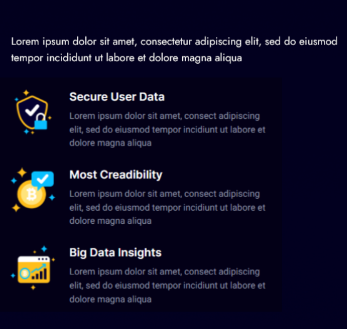 Lorem ipsum dolor sit amet, consectetur adipiscing elit, sed do eiusmod
tempor incididunt ut labore et dolore magna aliqua
Secure User Data
Lorem ipsum dolor sit amet, consect adipiscing
elit, sed do eiusmod tempor incidiunt ut labore et
dolore magna aliqua
Most Creadibility
Lorem ipsum dolor sit amet, consect adipiscing
elit, sed do eiusmod tempor incidiunt ut labore et
dolore magna aliqua
Big Data Insights
Lorem ipsum dolor sit amet, consect adipiscing
elit, sed do eiusmod tempor incidiunt ut labore et
dolore magna aliqua